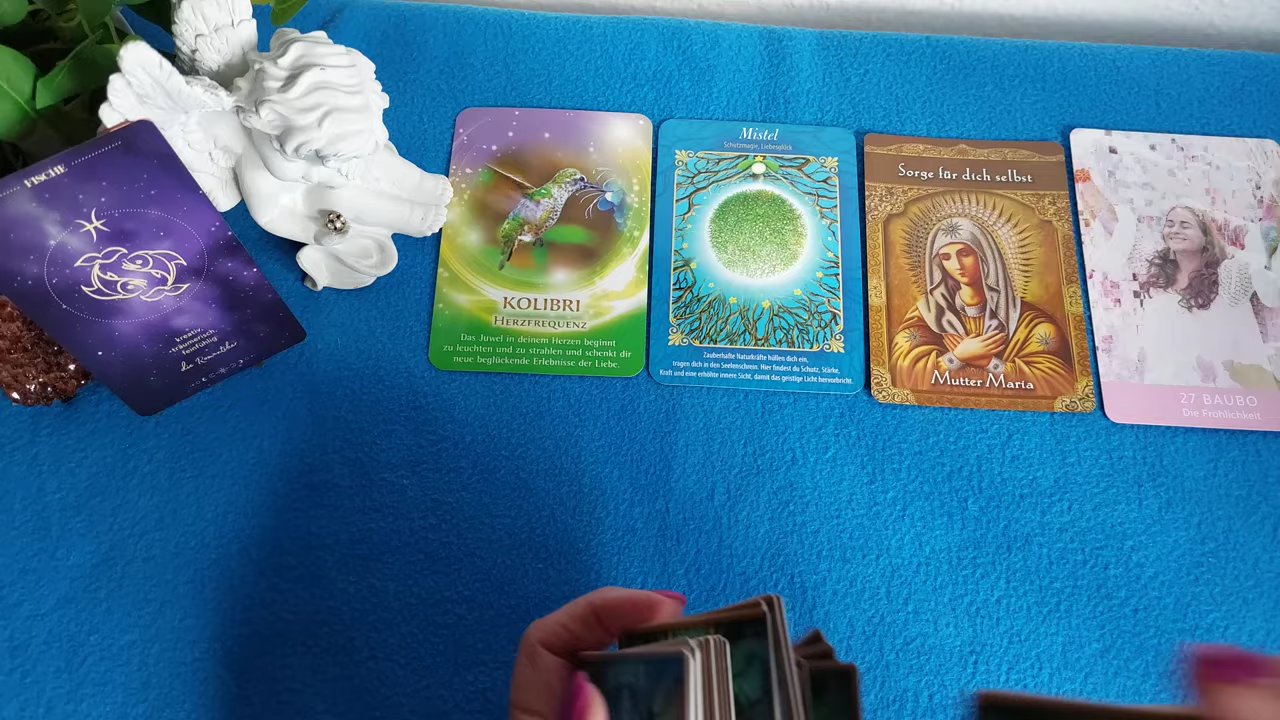 FISCHE
kreativ,
träumerisch,
feinfühlig
die Romantiker
KOLIBRI
HERZFREQUENZ
Das Juwel in deinem Herzen beginnt
zu leuchten und zu strahlen und schenkt dir
neue beglückende Erlebnisse der Liebe.
Mistel
Schutzmagie, Liebesglück
Zauberhafte Naturkräfte hüllen dich ein,
tragen dich in den Seelenschrein. Hier findest du Schutz, Stärke,
Kraft und eine erhöhte innere Sicht, damit das geistige Licht hervorbricht.
Sorge für dich selbst
Mutter Maria
27 BAUBO
Die Fröhlichkeit